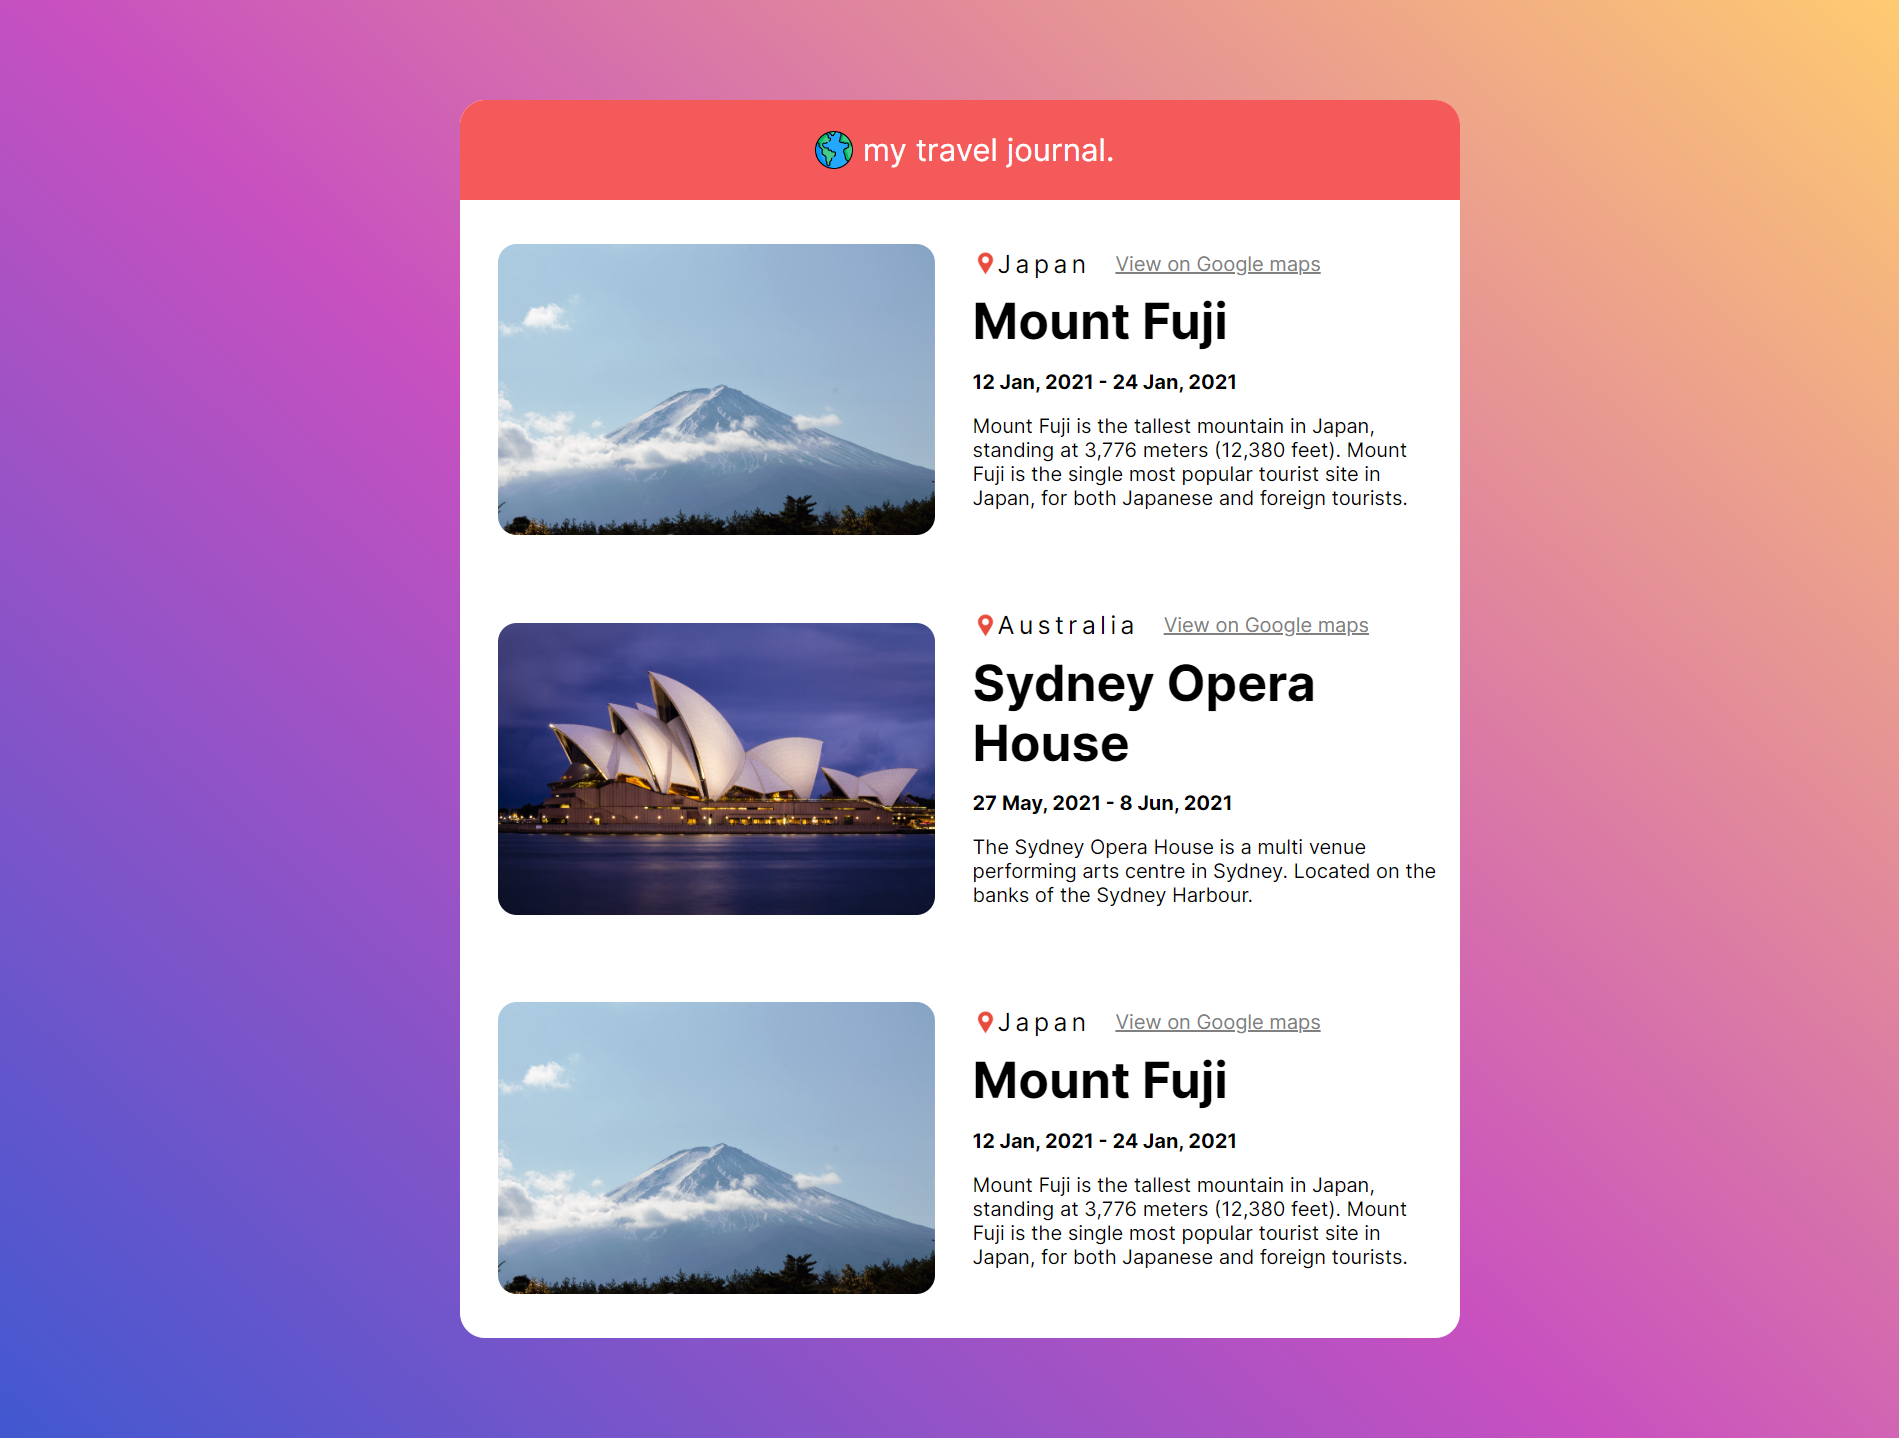 my travel journal.
Japan View on Google maps
Mount Fuji
12 Jan, 2021 - 24 Jan, 2021
Mount Fuji is the tallest mountain in Japan,
standing at 3,776 meters (12,380 feet). Mount
Fuji is the single most popular tourist site in
Japan, for both Japanese and foreign tourists.
Australia View on Google maps
Sydney Opera
House
27 May, 2021 - 8 Jun, 2021
The Sydney Opera House is a multi venue
performing arts centre in Sydney. Located on the
banks of the Sydney Harbour.
Japan View on Google maps
Mount Fuji
12 Jan, 2021 - 24 Jan, 2021
Mount Fuji is the tallest mountain in Japan,
standing at 3,776 meters (12,380 feet). Mount
Fuji is the single most popular tourist site in
Japan, for both Japanese and foreign tourists.